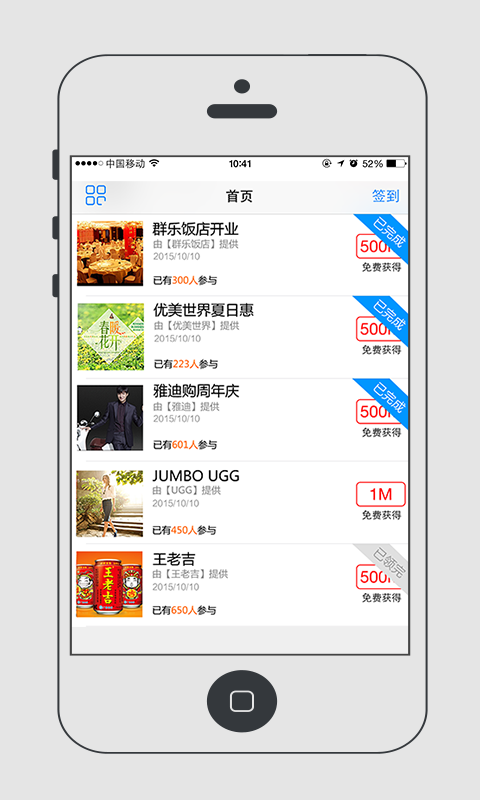 中国移动 10:41 52%
首页 签到
群乐饭店开业
由【群乐饭店】提供
2015/10/10
已有300人参与
已完成
500
免费获得
春暖
花开
优美世界夏日惠
由【优美世界】提供
2015/10/10
已有223人参与
已完成
500
免费获得
雅迪购周年庆
由【雅迪】提供
2015/10/10
已有601人参与
已完成
500
免费获得
JUMBO UGG
由【UGG】提供
2015/10/10
已有450人参与
1M
免费获得
王老吉
王老吉
由【王老吉】提供
2015/10/10
已有650人参与
已领完
500
免费获得